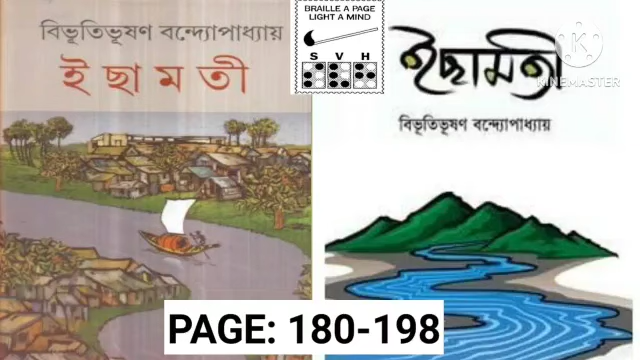 বিভূতিভূষণ বন্দ্যোপাধ্যায়
ই ছা ম তী
BRAILLE A PAGE
LIGHT A MIND
S V H
ইছামতী
KINEMASTER
বিভূতিভূষণ বন্দ্যোপাধ্যায়
PAGE: 180-198